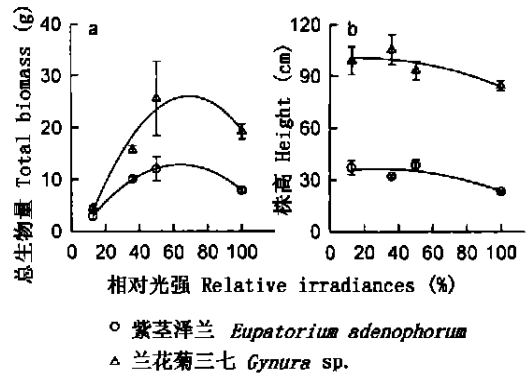 总生物量 Total biomass (g)
40
30
20
10
0
a
0 20 40 60 80 100
株高 Height (cm)
120
90
60
30
0
b
0 20 40 60 80 100
相对光强 Relative irradiances (%)
紫茎泽兰 Eupatorium adenophorum
兰花菊三七 Gynura sp.